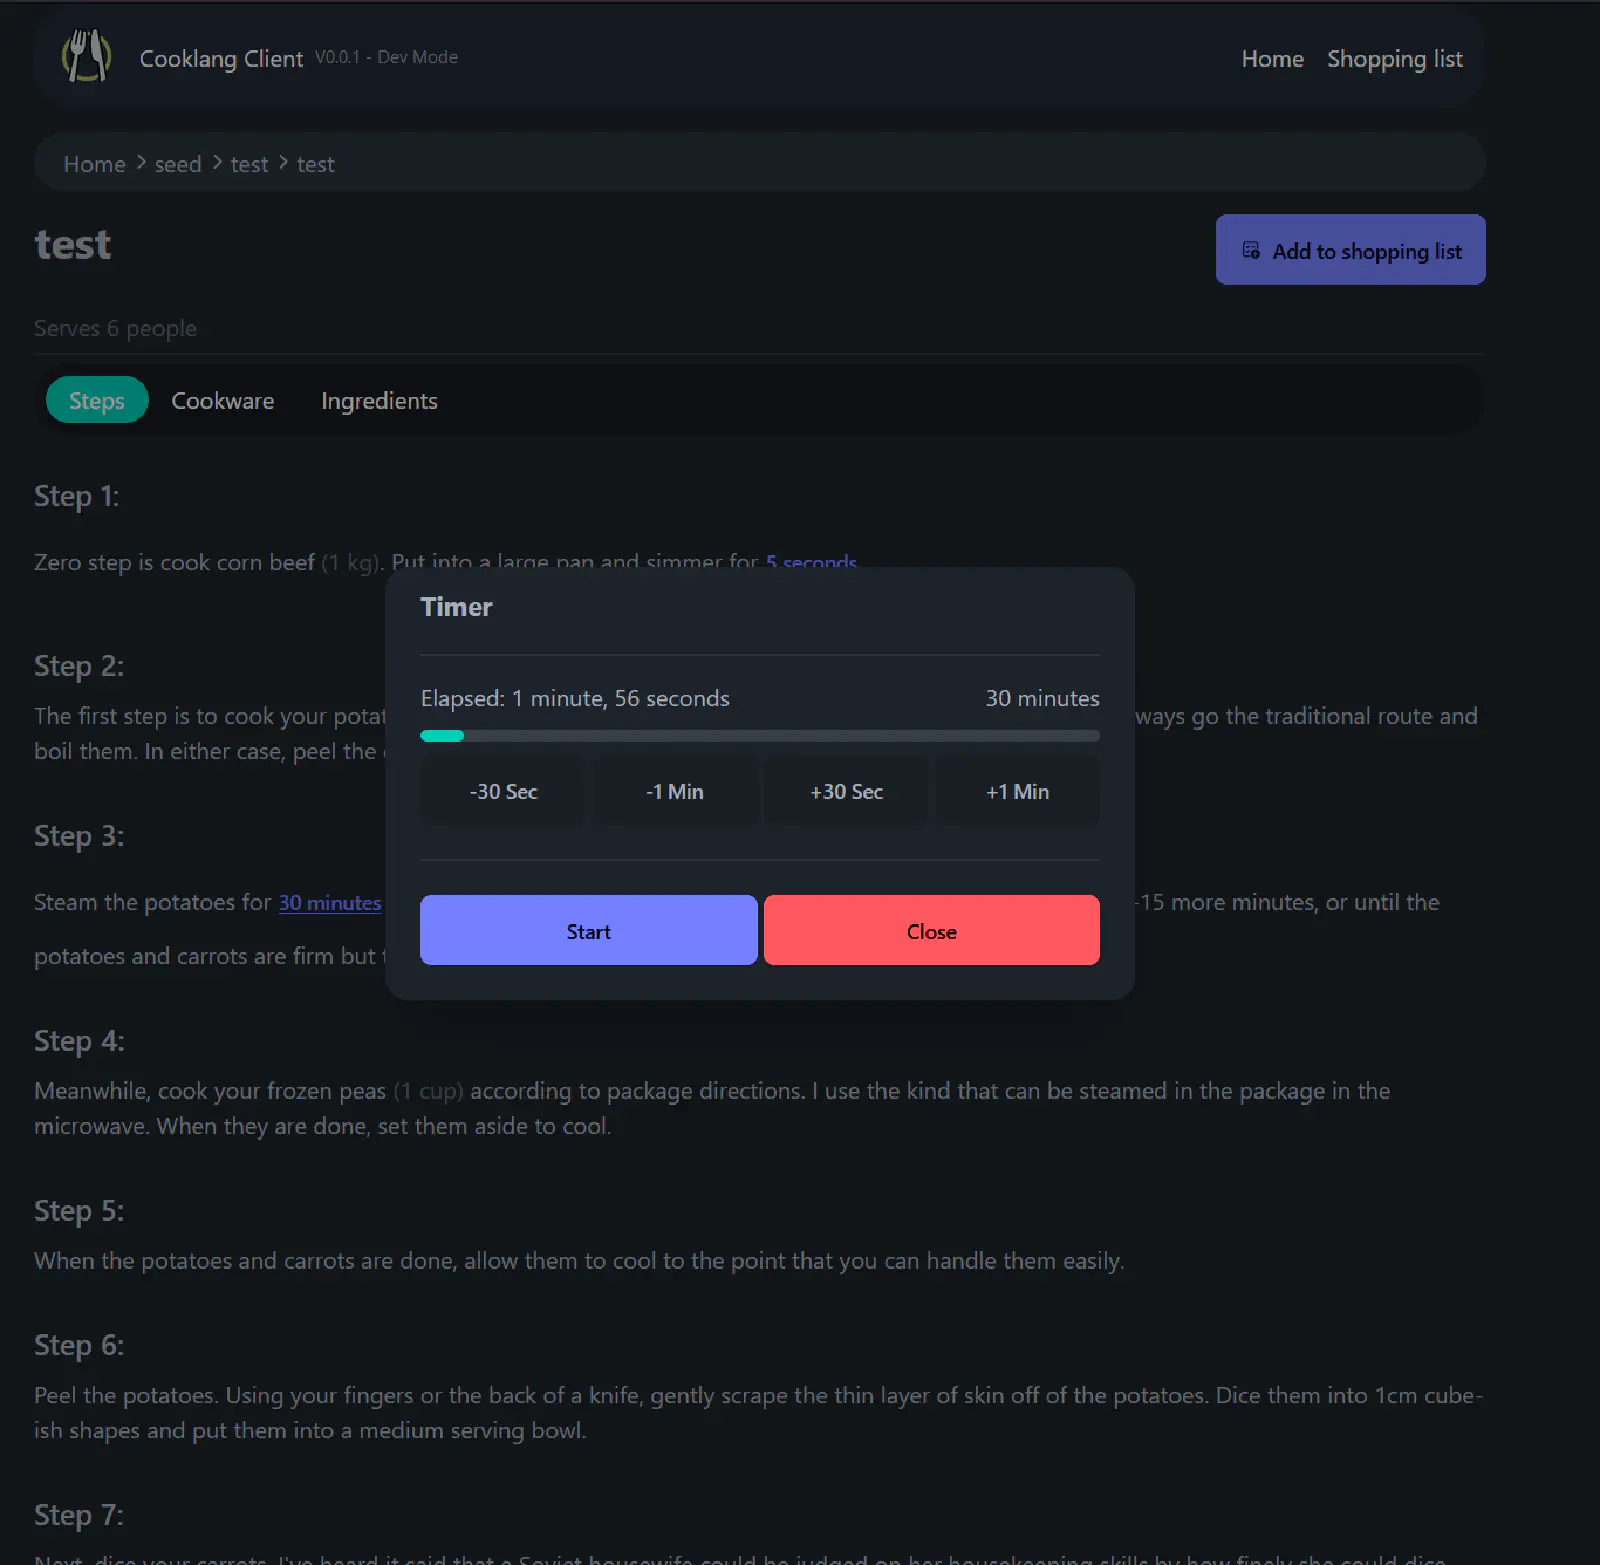 Cooklang Client V0.0.1 - Dev Mode
Home Shopping list
Home > seed > test > test
test
Add to shopping list
Serves 6 people
Steps Cookware Ingredients
Step 1:
Zero step is cook corn beef (1 kg). Put into a large pan and simmer for 5 seconds
Timer
Step 2:
Elapsed: 1 minute, 56 seconds 30 minutes
The first step is to cook your ways go the traditional route and
boil them. In either case, peel the
-30 Sec -1 Min +30 Sec +1 Min
Step 3:
Steam the potatoes for 30 minutes -15 more minutes, or until the
Start Close
potatoes and carrots are firm but
Step 4:
Meanwhile, cook your frozen peas (1 cup) according to package directions. I use the kind that can be steamed in the package in the
microwave. When they are done, set them aside to cool.
Step 5:
When the potatoes and carrots are done, allow them to cool to the point that you can handle them easily.
Step 6:
Peel the potatoes. Using your fingers or the back of a knife, gently scrape the thin layer of skin off of the potatoes. Dice them into 1cm cube-
ish shapes and put them into a medium serving bowl.
Step 7:
Next, dice your carrots. I've heard it said that a Soviet housewife could be judged on her housekeeping skills by how finely she could dice